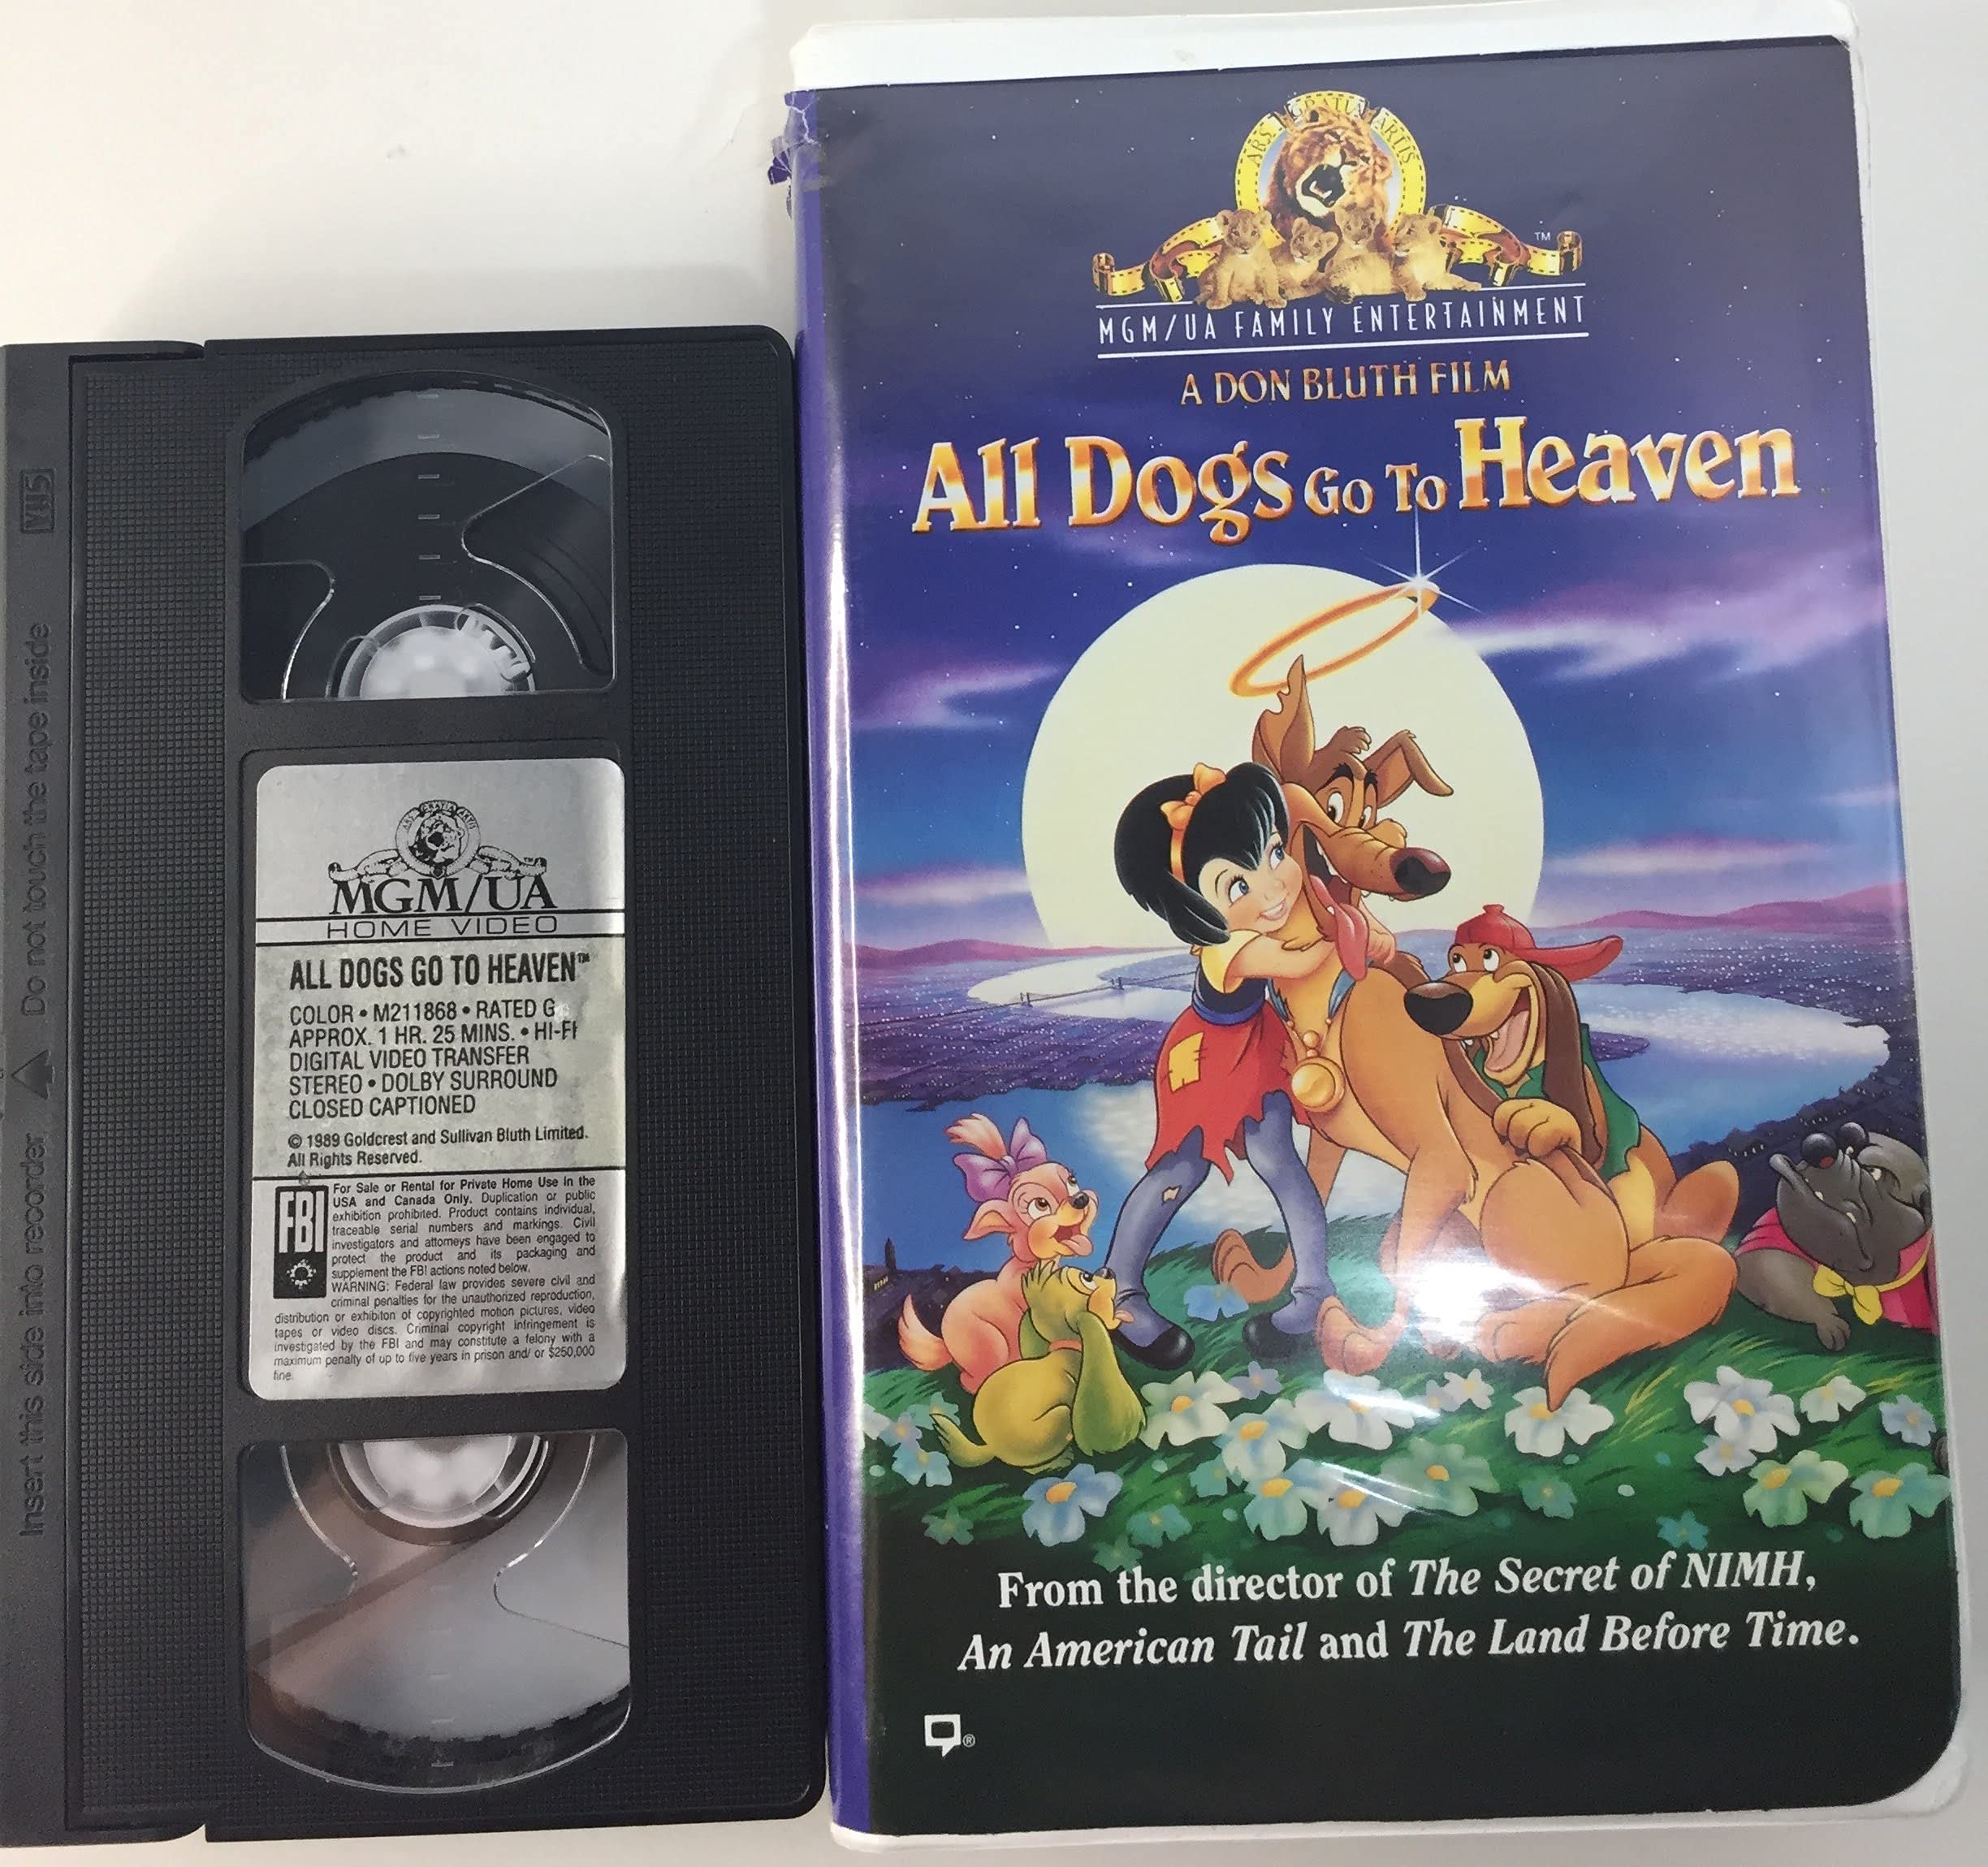 VHS
Do not touch the tape inside
Insert this side into recorder
ARS GRATIA ARTIS
MGM/UA
HOME VIDEO
ALL DOGS GO TO HEAVEN™
COLOR • M211868 • RATED G
APPROX. 1 HR. 25 MINS. • HI-FI
DIGITAL VIDEO TRANSFER
STEREO • DOLBY SURROUND
CLOSED CAPTIONED
© 1989 Goldcrest and Sullivan Bluth Limited.
All Rights Reserved.
FBI
For Sale or Rental for Private Home Use In the
USA and Canada Only. Duplication or public
exhibition prohibited. Product contains individual,
traceable serial numbers and markings. Civil
investigators and attorneys have been engaged to
protect the product and its packaging and
supplement the FBI actions noted below.
WARNING: Federal law provides severe civil and
criminal penalties for the unauthorized reproduction,
distribution or exhibiton of copyrighted motion pictures, video
tapes or video discs. Criminal copyright infringement is
investigated by the FBI and may constitute a felony with a
maximum penalty of up to five years in prison and/ or $250,000
fine.
ARS GRATIA ARTIS
TM
MGM/UA FAMILY ENTERTAINMENT
A DON BLUTH FILM
All Dogs Go To Heaven
From the director of The Secret of NIMH,
An American Tail and The Land Before Time.
®